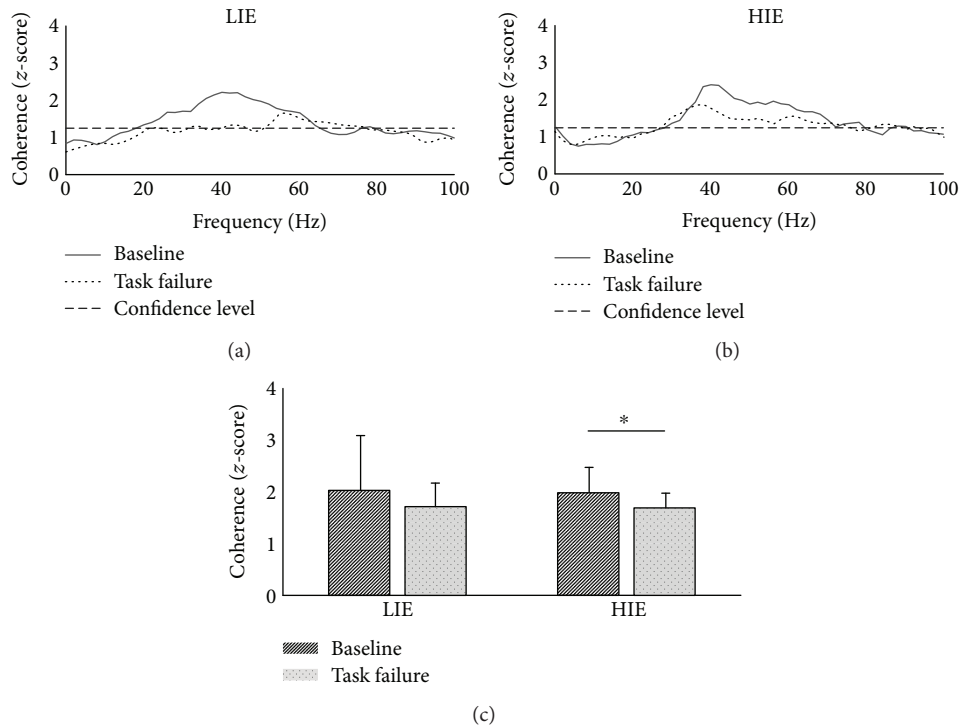 LIE
4
3
2
1
0
Coherence (z-score)
0 20 40 60 80 100
Frequency (Hz)
Baseline
Task failure
Confidence level
(a)
HIE
4
3
2
1
0
Coherence (z-score)
0 20 40 60 80 100
Frequency (Hz)
Baseline
Task failure
Confidence level
(b)
4
3
2
1
0
Coherence (z-score)
*
LIE HIE
Baseline
Task failure
(c)